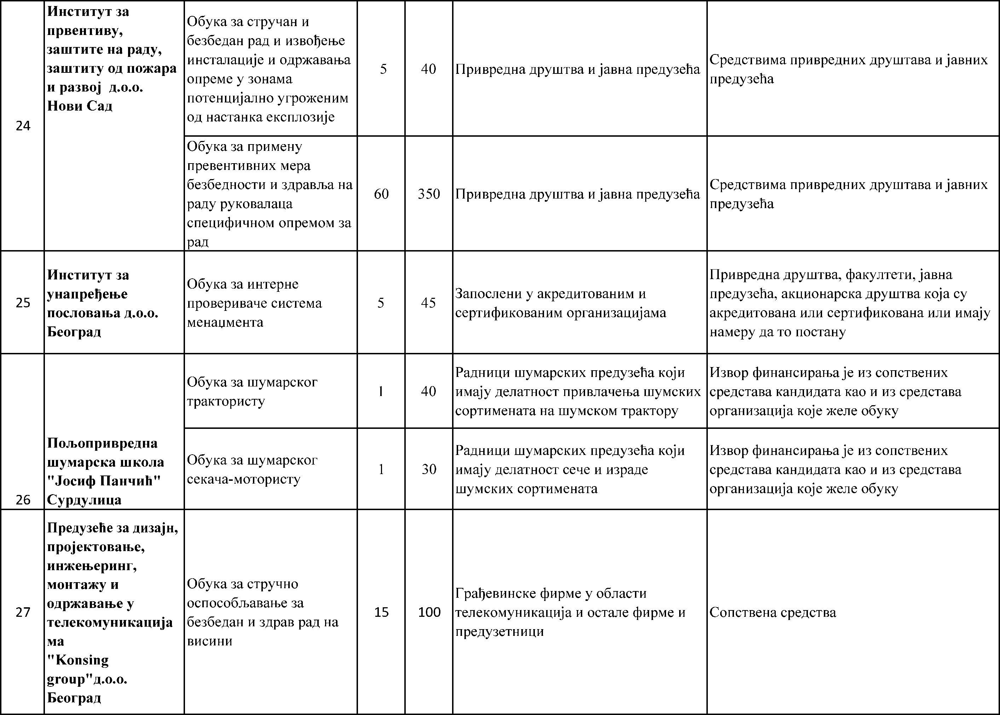 24
Институт за
првентиву,
заштите на раду,
заштиту од пожара
и развој  д.о.о.
Нови Сад
Обука за стручан и
безбедан рад и извођење
инсталације и одржавања
опреме у зонама
потенцијално угроженим
од настанка експлозије
5
40
Привредна друштва и јавна предузећа
Средствима привредних друштава и јавних
предузећа
Обука за примену
превентивних мера
безбедности и здравља на
раду руковалаца
специфичном опремом за
рад
60
350
Привредна друштва и јавна предузећа
Средствима привредних друштава и јавних
предузећа
25
Институт за
унапређење
пословања д.о.о.
Београд
Обука за интерне
провериваче система
менаџмента
5
45
Запослени у акредитованим и
сертификованим организацијама
Привредна друштва, факултети, јавна
предузећа, акционарска друштва која су
акредитована или сертификована или имају
намеру да то постану
26
Пољопривредна
шумарска школа
"Јосиф Панчић"
Сурдулица
Обука за шумарског
трактористу
1
40
Радници шумарских предузећа који
имају делатност привлачења шумских
сортимената на шумском трактору
Извор финансирања је из сопствених
средстава кандидата као и из средстава
организација које желе обуку
Обука за шумарског
секача-мотористу
1
30
Радници шумарских предузећа који
имају делатност сече и израде
шумских сортимената
Извор финансирања је из сопствених
средстава кандидата као и из средстава
организација које желе обуку
27
Предузеће за дизајн,
пројектовање,
инжењеринг,
монтажу и
одржавање у
телекомуникација
ма
"Konsing
group"д.о.о.
Београд
Обука за стручно
оспособљавање за
безбедан и здрав рад на
висини
15
100
Грађевинске фирме у области
телекомуникација и остале фирме и
предузетници
Сопствена средства